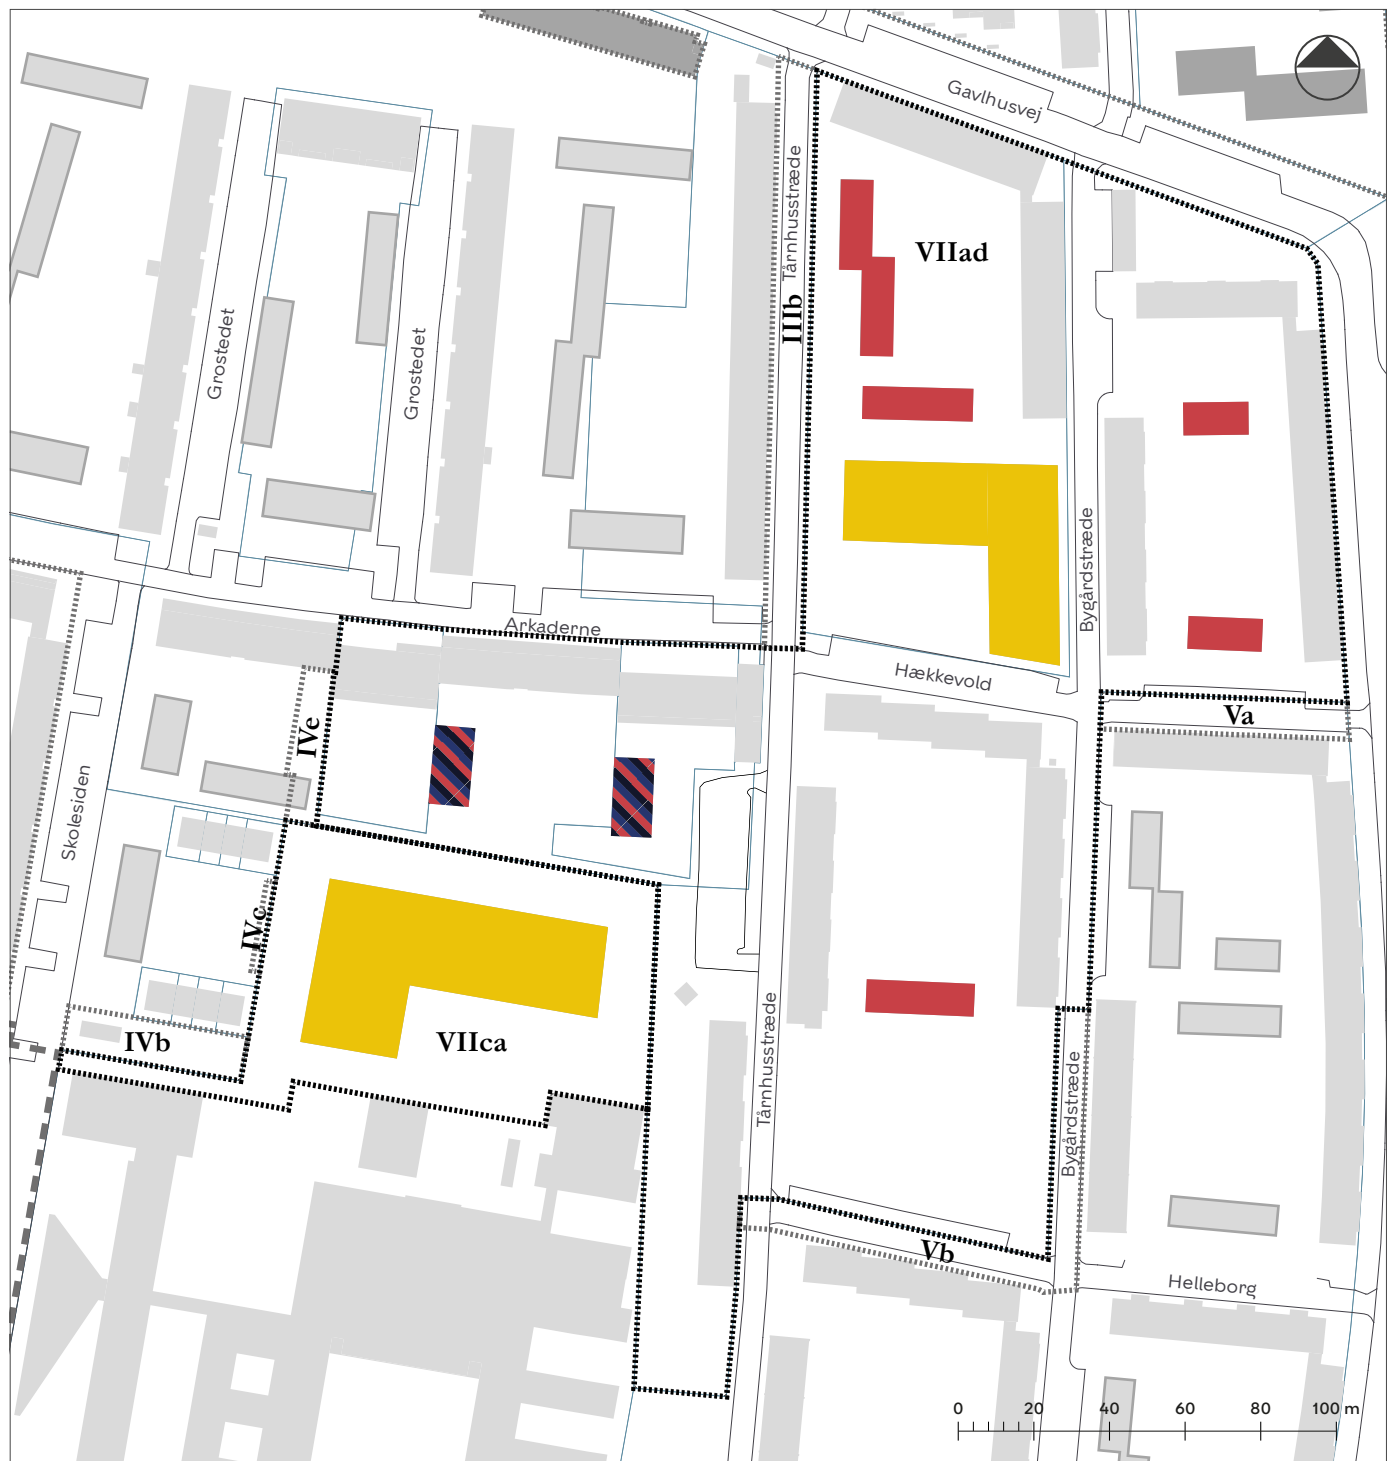 Gavlhusvej
Tårnhusstræde
VIIad
IIIb
Grostedet
Grostedet
Bygårdstræde
Arkaderne
Hækkevold
Va
IVe
Skolesiden
IVc
IVb
VIIca
Tårnhusstræde
Bygårdstræde
Vb
Helleborg
0 20 40 60 80 100 m